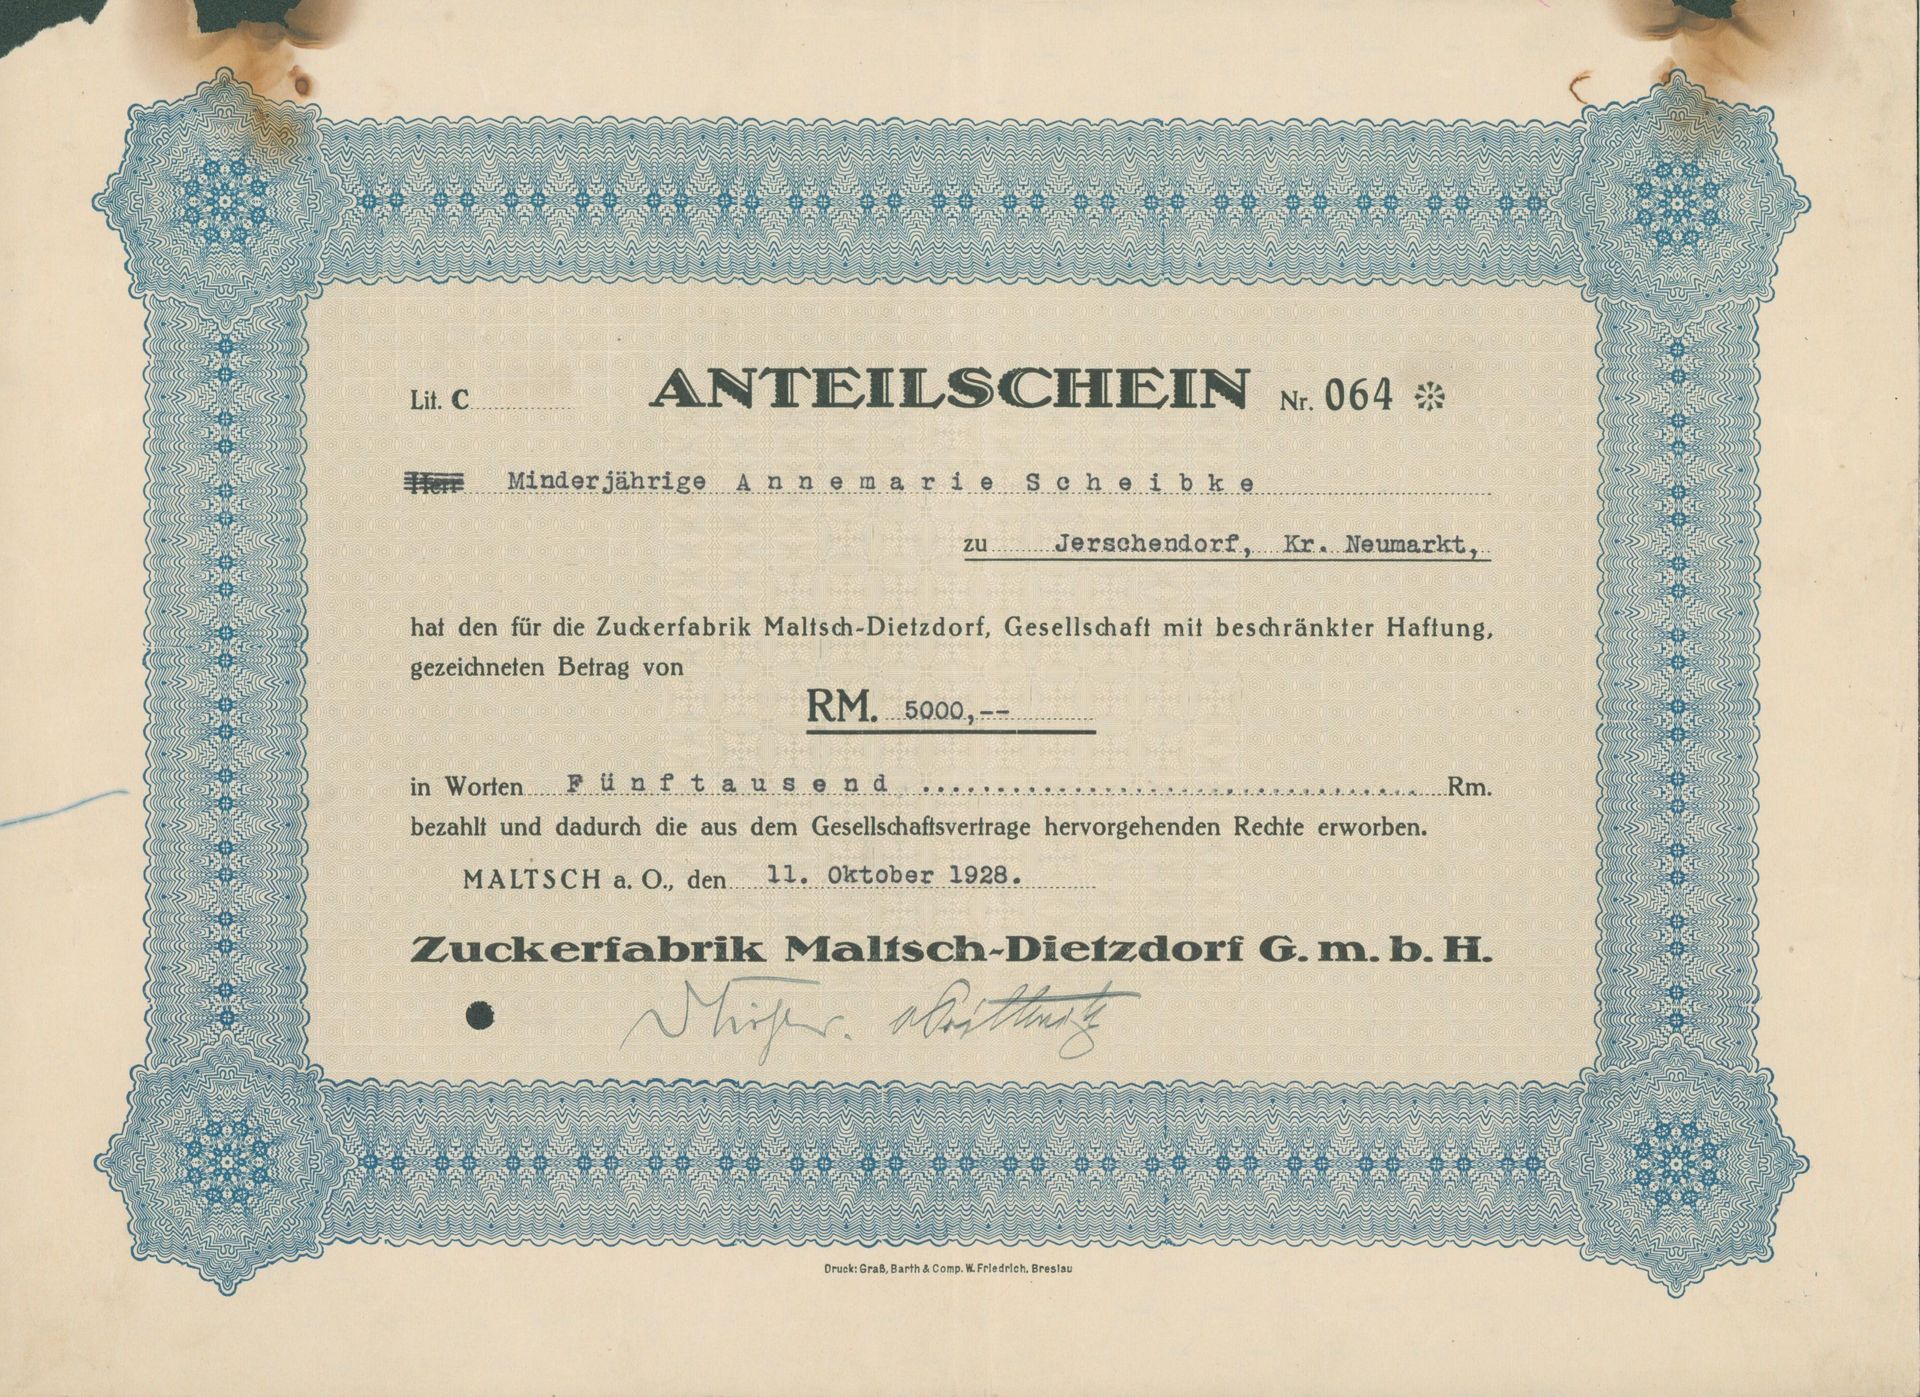 Lit. C ANTEILSCHEIN Nr. 064
Herr Minderjährige Annemarie Scheibke
zu Jerschendorf, Kr. Neumarkt,
hat den für die Zuckerfabrik Maltsch-Dietzdorf, Gesellschaft mit beschränkter Haftung,
gezeichneten Betrag von
RM. 5000,--
in Worten Fünftausend Rm.
bezahlt und dadurch die aus dem Gesellschaftsvertrage hervorgehenden Rechte erworben.
MALTSCH a. O., den 11. Oktober 1928.
Zuckerfabrik Maltsch-Dietzdorf G. m. b. H.
Druck: Graß, Barth & Comp. W. Friedrich, Breslau